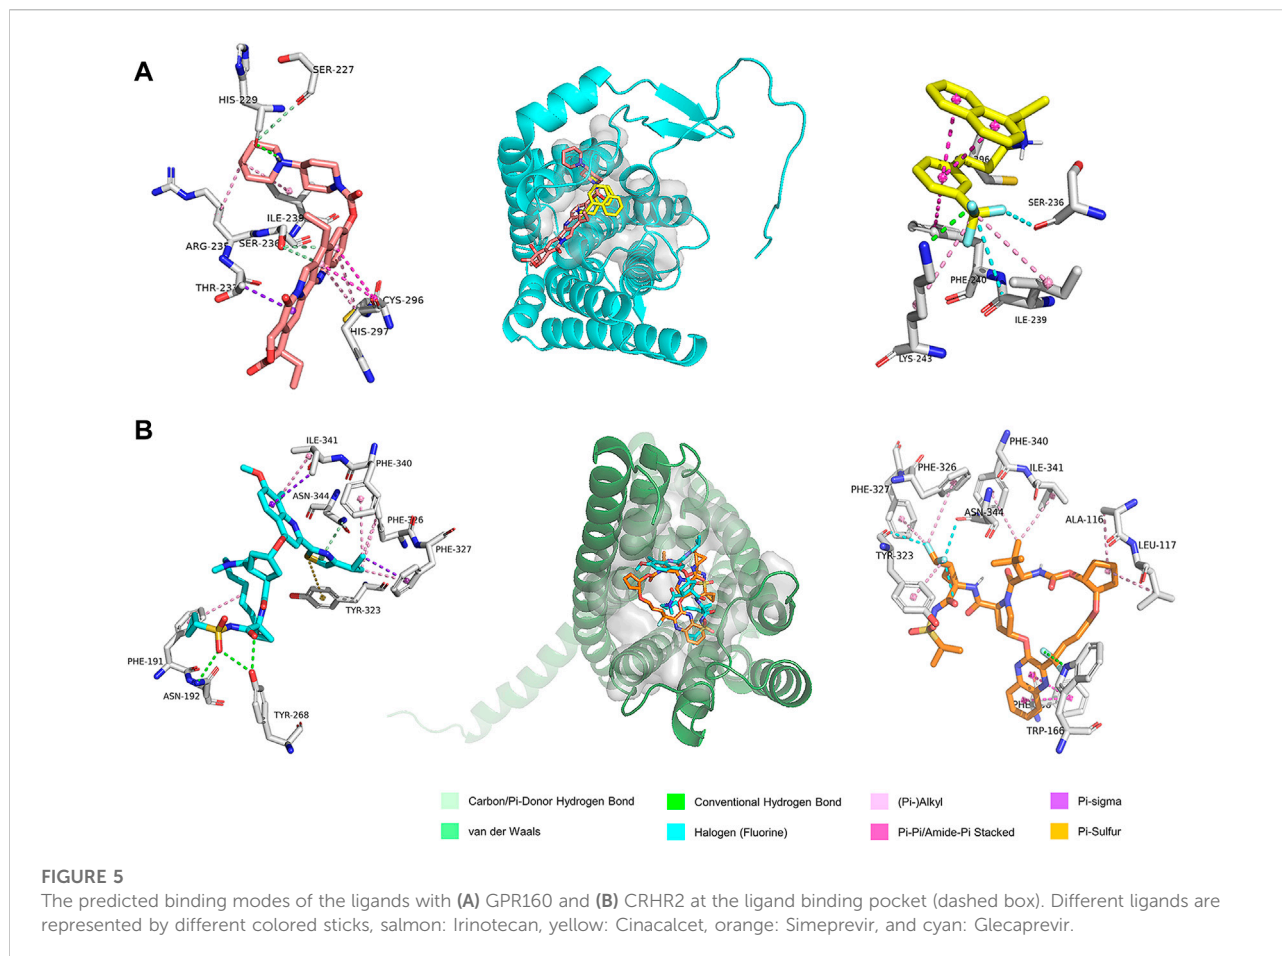 A
SER-227
HIS-229
ILE-239
ARG-235
SER-236
THR-237
CYS-296
HIS-297
SER-236
PHE-240
ILE-239
LYS-243
B
ILE-341
PHE-340
ASN-344
PHE-326
PHE-327
TYR-323
PHE-191
ASN-192
TYR-268
PHE-340
PHE-326
ILE-341
PHE-327
ASN-344
ALA-116
TYR-323
LEU-117
TRP-166
Carbon/Pi-Donor Hydrogen Bond
Conventional Hydrogen Bond
(Pi-)Alkyl
Pi-sigma
van der Waals
Halogen (Fluorine)
Pi-Pi/Amide-Pi Stacked
Pi-Sulfur
FIGURE 5
The predicted binding modes of the ligands with (A) GPR160 and (B) CRHR2 at the ligand binding pocket (dashed box). Different ligands are
represented by different colored sticks, salmon: Irinotecan, yellow: Cinacalcet, orange: Simeprevir, and cyan: Glecaprevir.